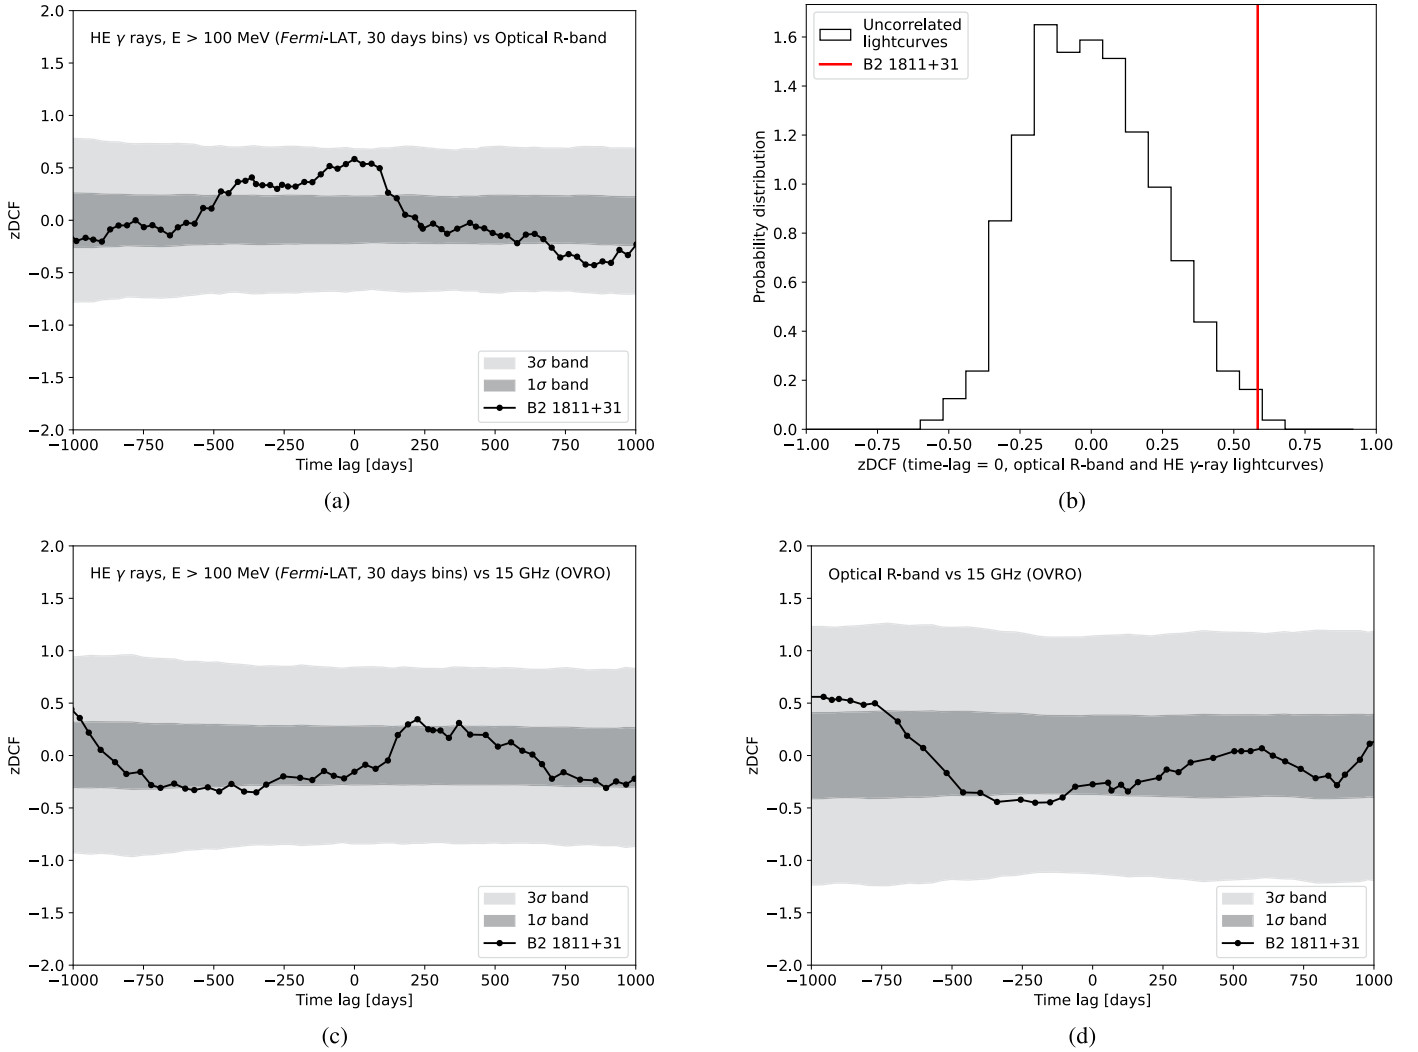 HE γ rays, E > 100 MeV (Fermi-LAT, 30 days bins) vs Optical R-band
2.0
1.5
1.0
0.5
0.0
−0.5
−1.0
−1.5
−2.0
zDCF
3σ band
1σ band
B2 1811+31
−1000 −750 −500 −250 0 250 500 750 1000
Time lag [days]
(a)
Uncorrelated
lightcurves
B2 1811+31
1.6
1.4
1.2
1.0
0.8
0.6
0.4
0.2
0.0
Probability distribution
−1.00 −0.75 −0.50 −0.25 0.00 0.25 0.50 0.75 1.00
zDCF (time-lag = 0, optical R-band and HE γ-ray lightcurves)
(b)
HE γ rays, E > 100 MeV (Fermi-LAT, 30 days bins) vs 15 GHz (OVRO)
2.0
1.5
1.0
0.5
0.0
−0.5
−1.0
−1.5
−2.0
zDCF
3σ band
1σ band
B2 1811+31
−1000 −750 −500 −250 0 250 500 750 1000
Time lag [days]
(c)
Optical R-band vs 15 GHz (OVRO)
2.0
1.5
1.0
0.5
0.0
−0.5
−1.0
−1.5
−2.0
zDCF
3σ band
1σ band
B2 1811+31
−1000 −750 −500 −250 0 250 500 750 1000
Time lag [days]
(d)